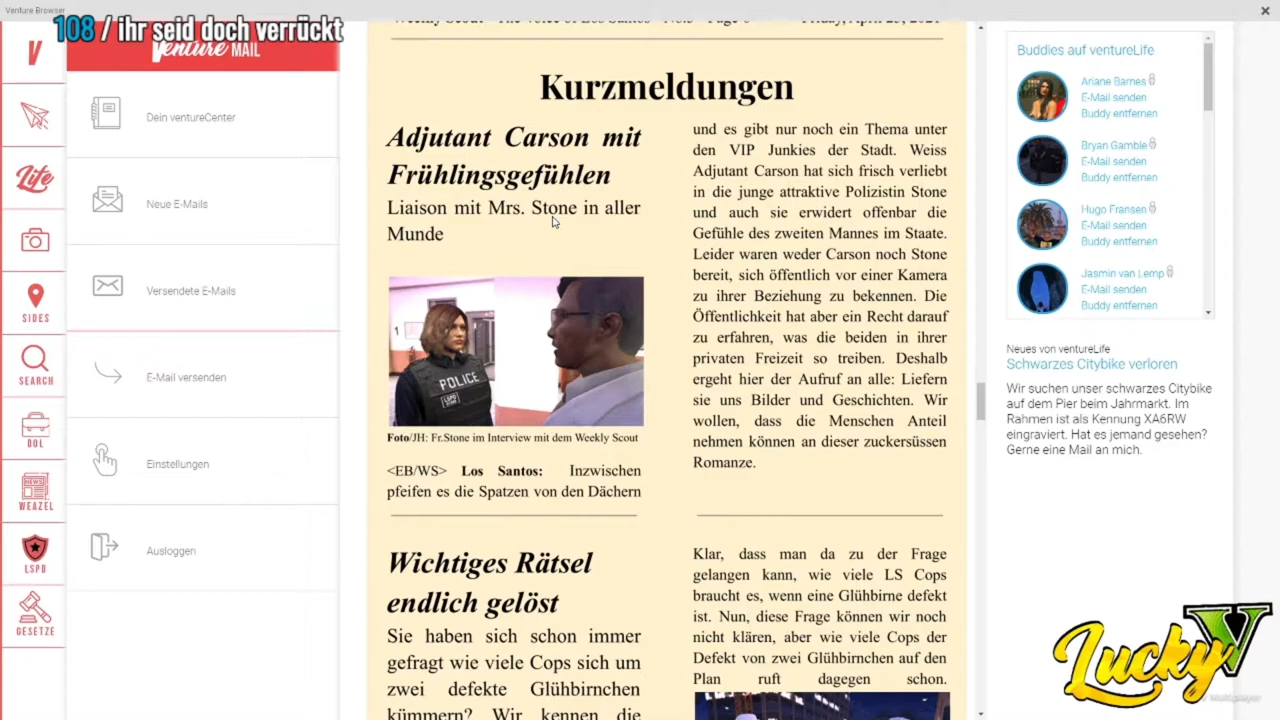 Venture Browser
108 / ihr seid doch verrückt
Venture MAIL
V
Life
SIDES
SEARCH
DOL
NEWS
WEAZEL
LSPD
GESETZE
Dein ventureCenter
Neue E-Mails
Versendete E-Mails
E-Mail versenden
Einstellungen
Ausloggen
Kurzmeldungen
Adjutant Carson mit
Frühlingsgefühlen
Liaison mit Mrs. Stone in aller
Munde
POLICE
LSPD
Foto/JH: Fr.Stone im Interview mit dem Weekly Scout
<EB/WS> Los Santos: Inzwischen
pfeifen es die Spatzen von den Dächern
und es gibt nur noch ein Thema unter
den VIP Junkies der Stadt. Weiss
Adjutant Carson hat sich frisch verliebt
in die junge attraktive Polizistin Stone
und auch sie erwidert offenbar die
Gefühle des zweiten Mannes im Staate.
Leider waren weder Carson noch Stone
bereit, sich öffentlich vor einer Kamera
zu ihrer Beziehung zu bekennen. Die
Öffentlichkeit hat aber ein Recht darauf
zu erfahren, was die beiden in ihrer
privaten Freizeit so treiben. Deshalb
ergeht hier der Aufruf an alle: Liefern
sie uns Bilder und Geschichten. Wir
wollen, dass die Menschen Anteil
nehmen können an dieser zuckersüssen
Romanze.
Wichtiges Rätsel
endlich gelöst
Sie haben sich schon immer
gefragt wie viele Cops sich um
zwei defekte Glühbirnchen
kümmern? Wir kennen die
Klar, dass man da zu der Frage
gelangen kann, wie viele LS Cops
braucht es, wenn eine Glühbirne defekt
ist. Nun, diese Frage können wir noch
nicht klären, aber wie viele Cops der
Defekt von zwei Glühbirnchen auf den
Plan ruft dagegen schon.
Buddies auf ventureLife
Ariane Barnes
E-Mail senden
Buddy entfernen
Bryan Gamble
E-Mail senden
Buddy entfernen
Hugo Fransen
E-Mail senden
Buddy entfernen
Jasmin van Lemp
E-Mail senden
Buddy entfernen
Neues von ventureLife
Schwarzes Citybike verloren
Wir suchen unser schwarzes Citybike
auf dem Pier beim Jahrmarkt. Im
Rahmen ist als Kennung XA6RW
eingraviert. Hat es jemand gesehen?
Gerne eine Mail an mich.
LuckyV
Multiplayer